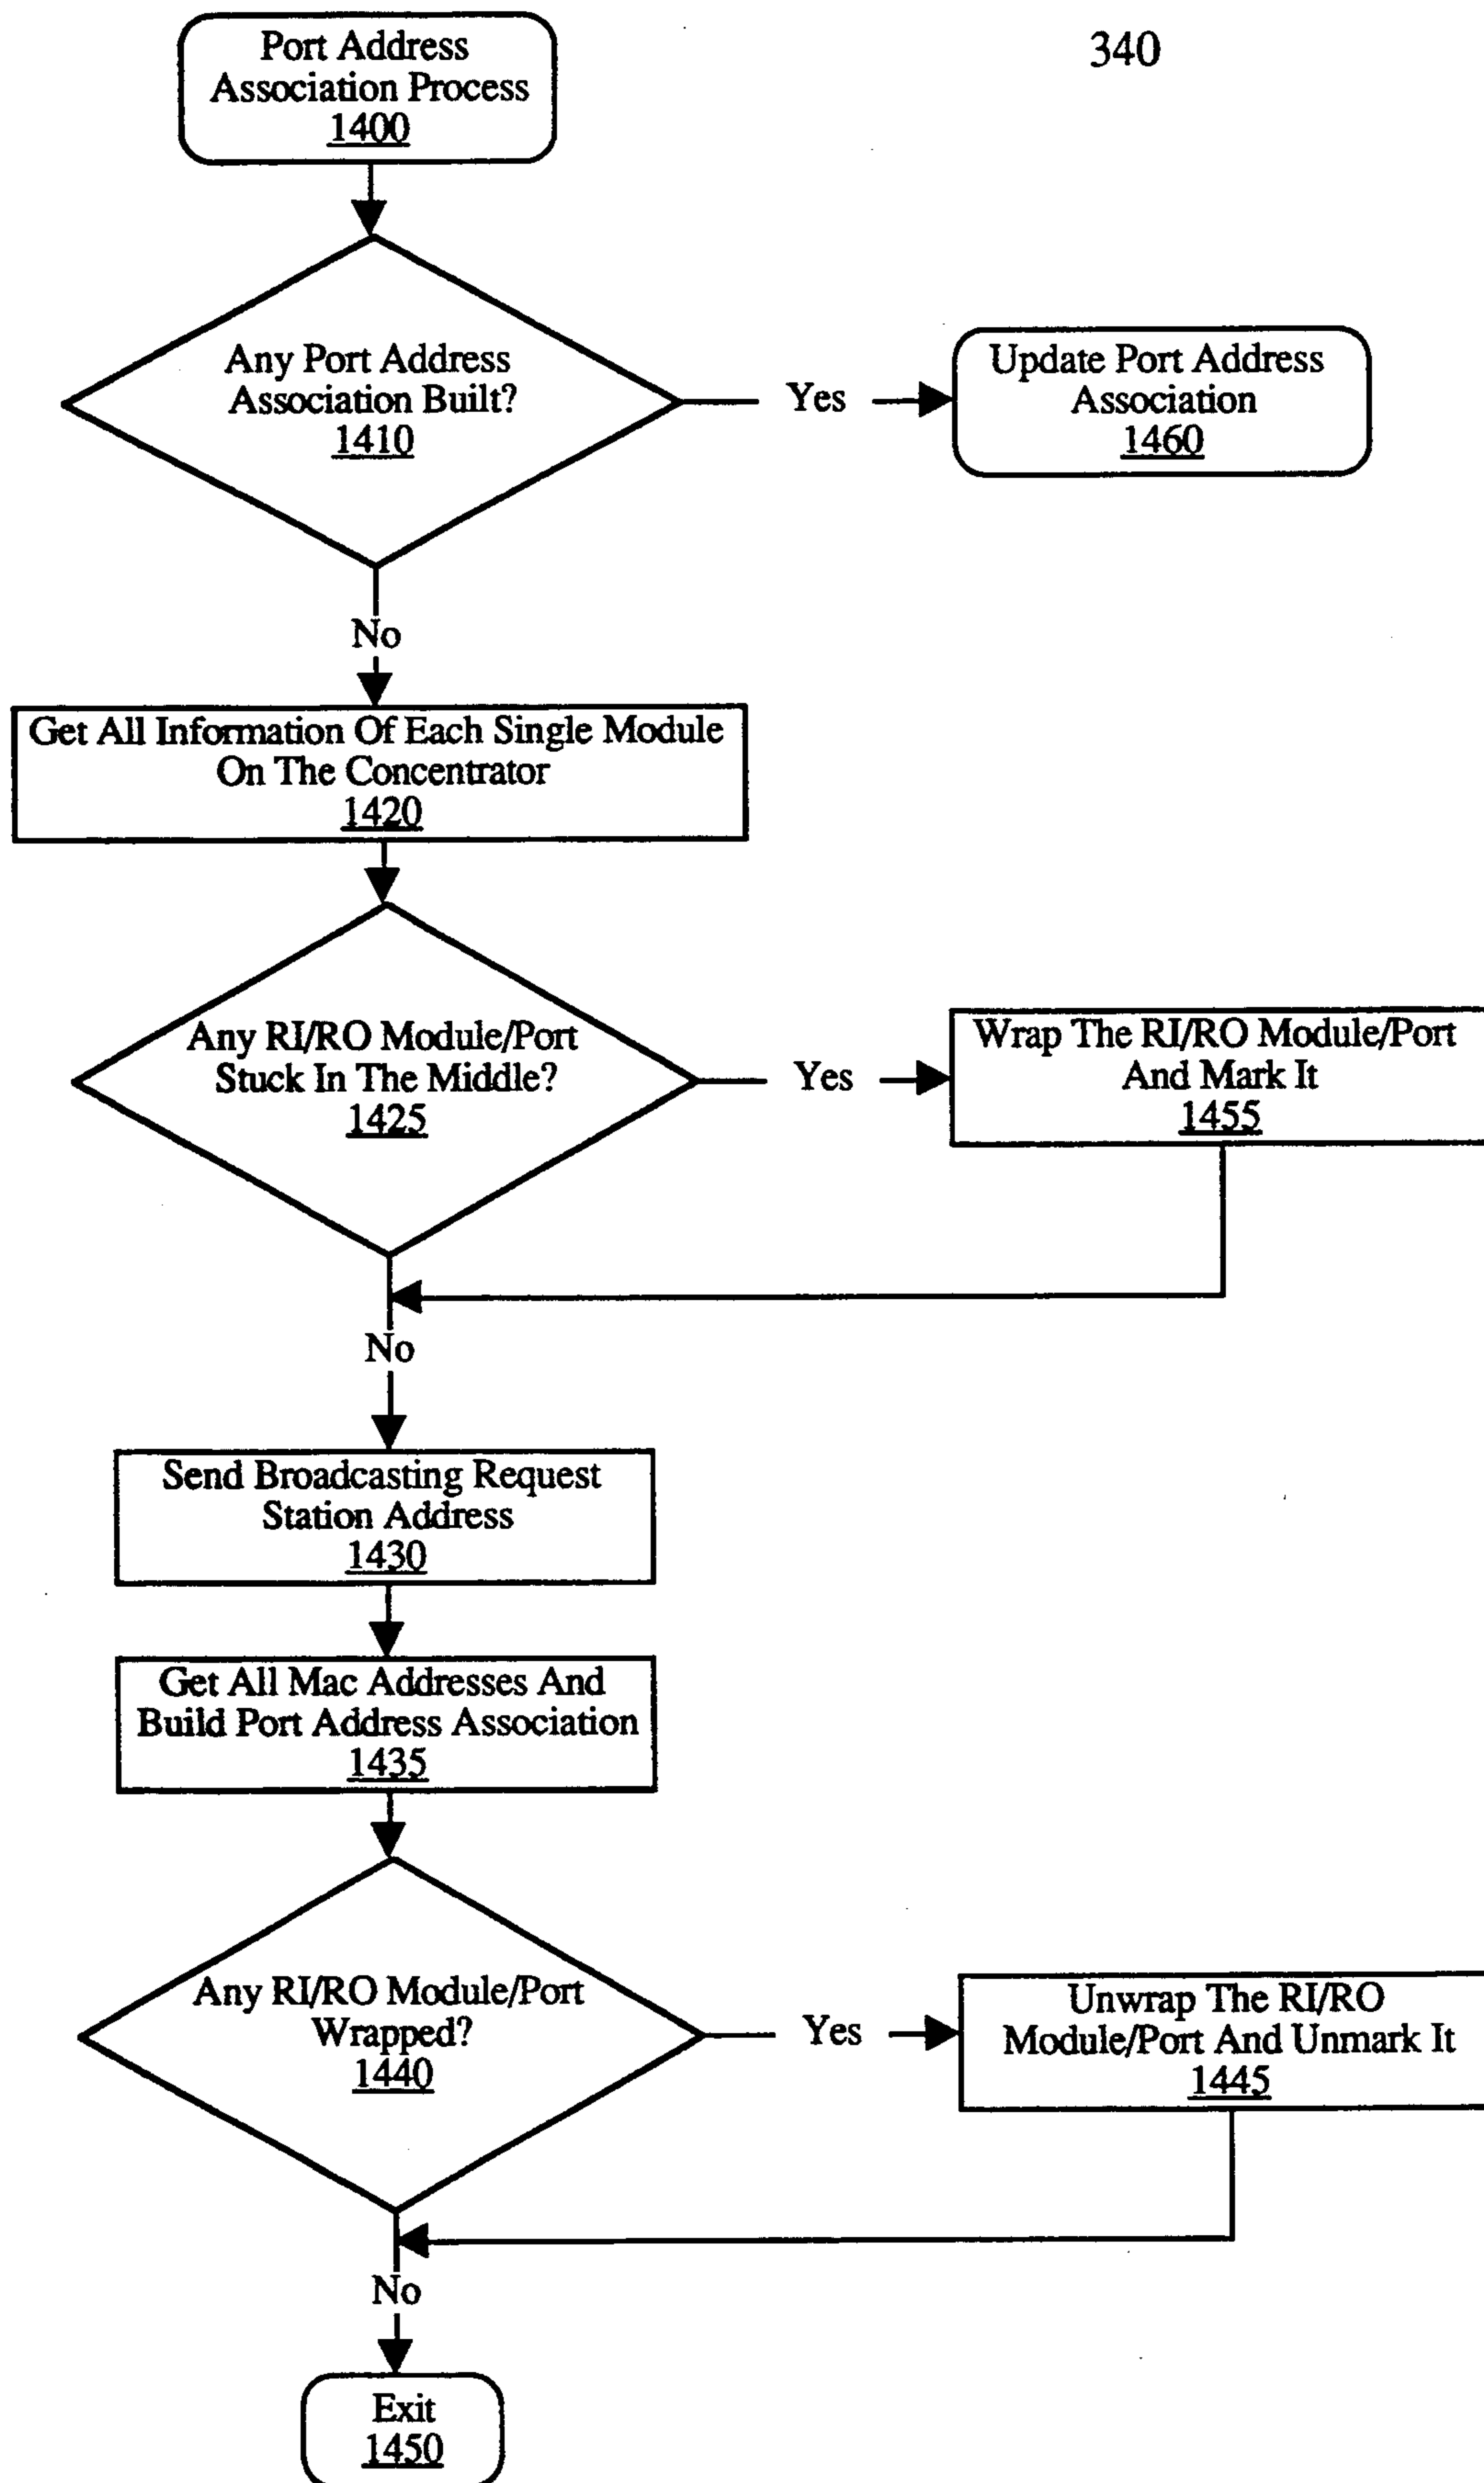 Port Address
Association Process
1400
340
Any Port Address
Association Built?
1410
Yes
Update Port Address
Association
1460
No
Get All Information Of Each Single Module
On The Concentrator
1420
Any RI/RO Module/Port
Stuck In The Middle?
1425
Yes
Wrap The RI/RO Module/Port
And Mark It
1455
No
Send Broadcasting Request
Station Address
1430
Get All Mac Addresses And
Build Port Address Association
1435
Any RI/RO Module/Port
Wrapped?
1440
Yes
Unwrap The RI/RO
Module/Port And Unmark It
1445
No
Exit
1450